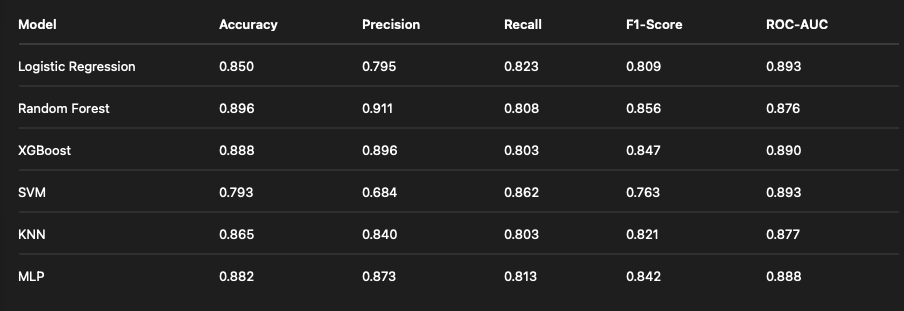 Model Accuracy Precision Recall F1-Score ROC-AUC
Logistic Regression 0.850 0.795 0.823 0.809 0.893
Random Forest 0.896 0.911 0.808 0.856 0.876
XGBoost 0.888 0.896 0.803 0.847 0.890
SVM 0.793 0.684 0.862 0.763 0.893
KNN 0.865 0.840 0.803 0.821 0.877
MLP 0.882 0.873 0.813 0.842 0.888